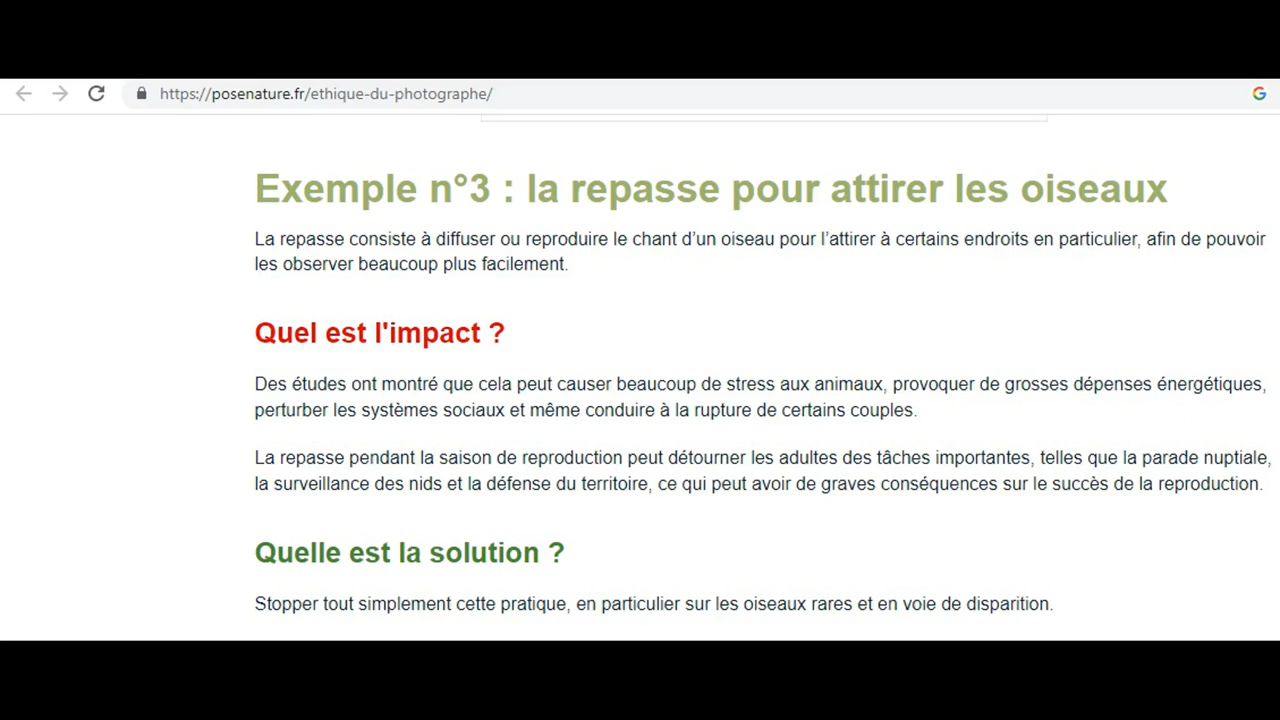 https://posenature.fr/ethique-du-photographe/
Exemple n°3 : la repasse pour attirer les oiseaux
La repasse consiste à diffuser ou reproduire le chant d’un oiseau pour l’attirer à certains endroits en particulier, afin de pouvoir
les observer beaucoup plus facilement.
Quel est l'impact ?
Des études ont montré que cela peut causer beaucoup de stress aux animaux, provoquer de grosses dépenses énergétiques,
perturber les systèmes sociaux et même conduire à la rupture de certains couples.
La repasse pendant la saison de reproduction peut détourner les adultes des tâches importantes, telles que la parade nuptiale,
la surveillance des nids et la défense du territoire, ce qui peut avoir de graves conséquences sur le succès de la reproduction.
Quelle est la solution ?
Stopper tout simplement cette pratique, en particulier sur les oiseaux rares et en voie de disparition.